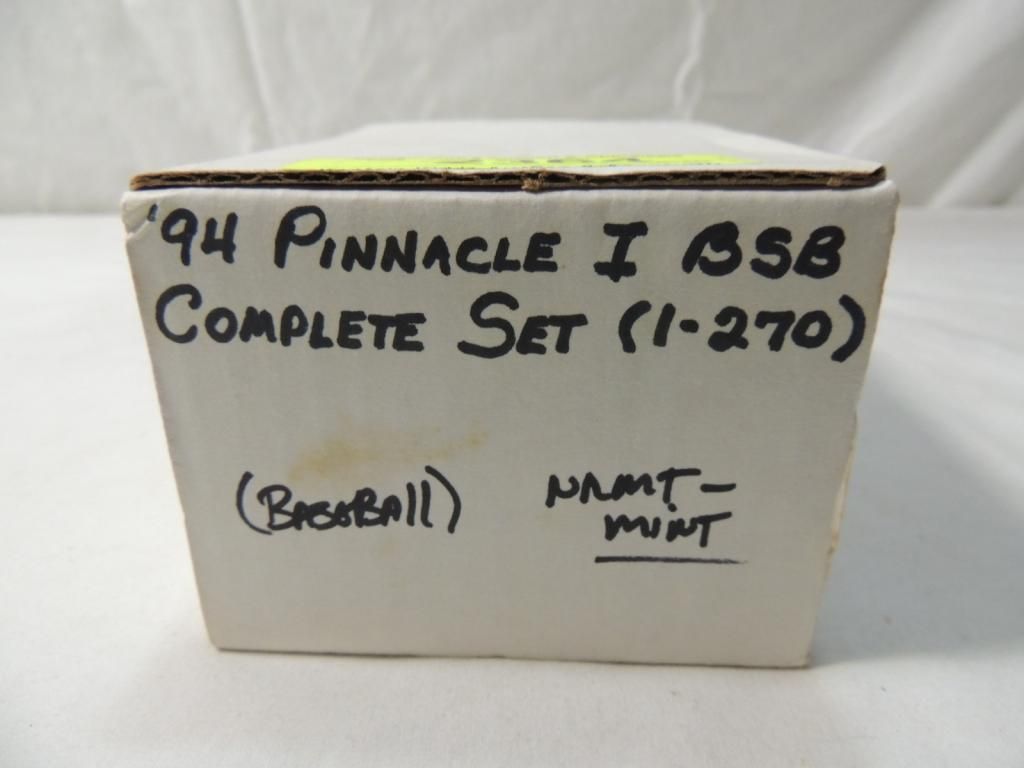 '94 PINNACLE I BSB
COMPLETE SET (1-270)
(BASEBAll)
NRMT-
MINT